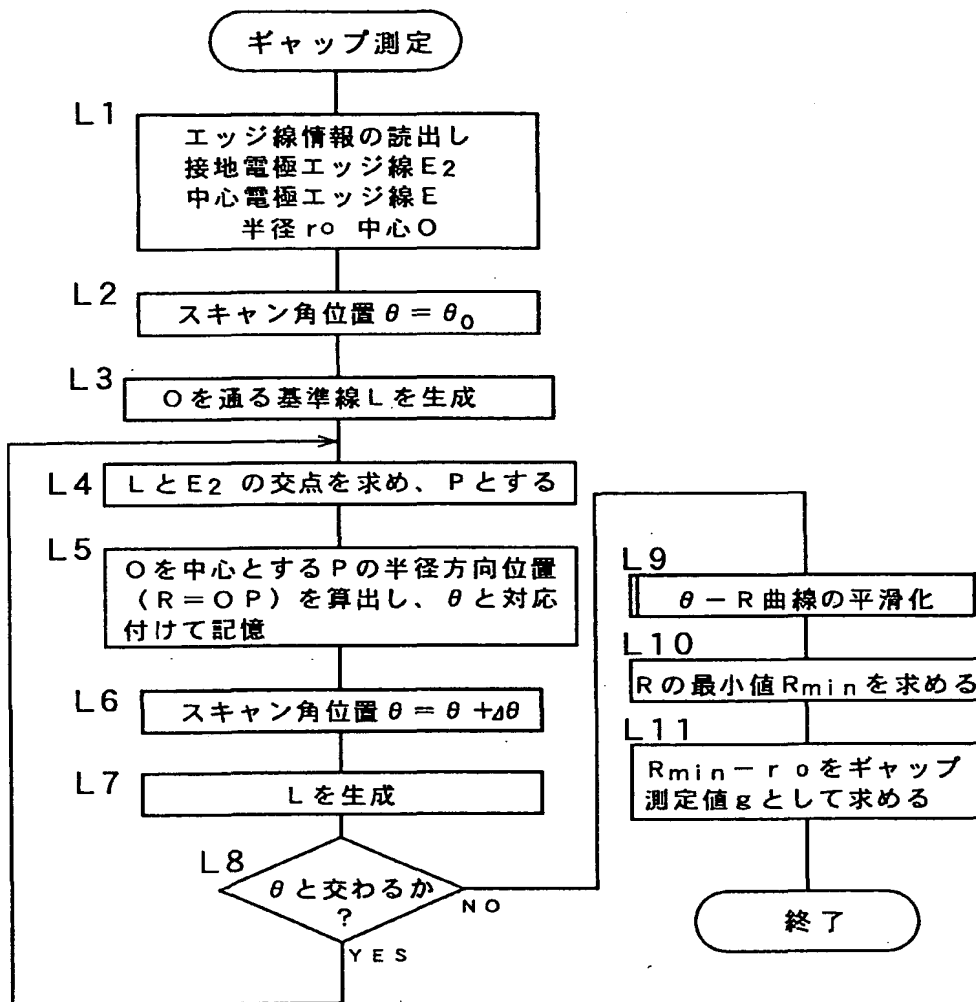 ギャップ測定
L1
エッジ線情報の読出し
接地電極エッジ線E2
中心電極エッジ線E
半径ro 中心O
L2
スキャン角位置θ=θ0
L3
Oを通る基準線Lを生成
L4
LとE2 の交点を求め、Pとする
L5
Oを中心とするPの半径方向位置
(R=OP)を算出し、θと対応
付けて記憶
L6
スキャン角位置θ=θ+Δθ
L7
Lを生成
L8
θと交わるか
?
NO
YES
L9
θ-R曲線の平滑化
L10
Rの最小値Rminを求める
L11
Rmin-roをギャップ
測定値gとして求める
終了